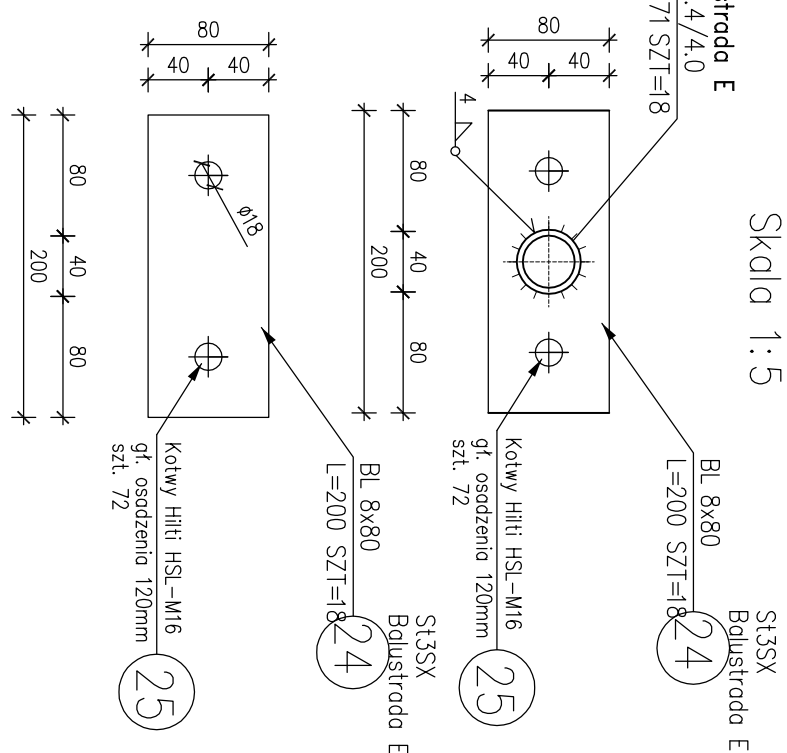 Skala 1:5
strada E
.4/4.0
71 SZT=18
80
40
40
4
80
40
80
200
BL 8x80
L=200 SZT=18
St3SX
Balustrada E
24
Kotwy Hilti HSL-M16
gł. osadzenia 120mm
szt. 72
25
80
40
40
ø18
80
40
80
200
BL 8x80
L=200 SZT=18
St3SX
Balustrada E
24
Kotwy Hilti HSL-M16
gł. osadzenia 120mm
szt. 72
25